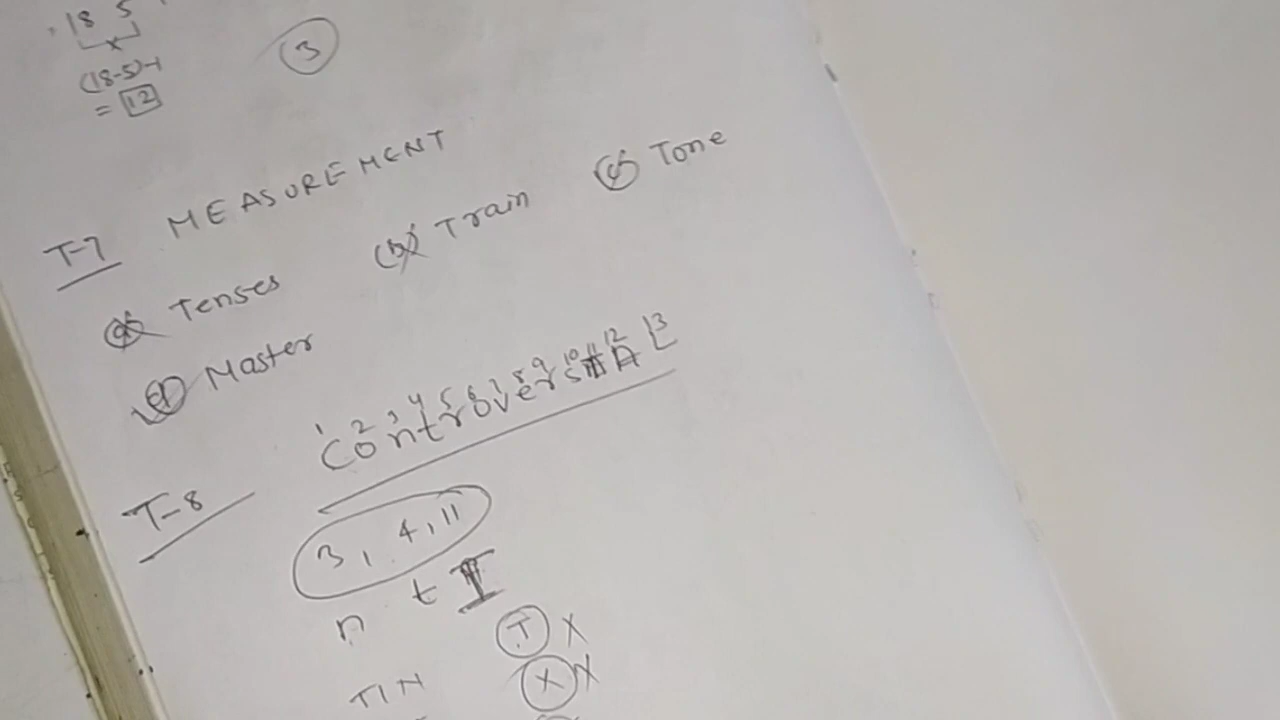 18 5
x
(18-5)-1
= 12
3
T-7 MEASUREMENT
(a) Tenses (b) Train (c) Tone
(d) Master
1 2 3 4 5 6 7 8 9 10 11 12 13
T-8 ControversIAL
3, 4, 11
n t I
T X
TIN X X